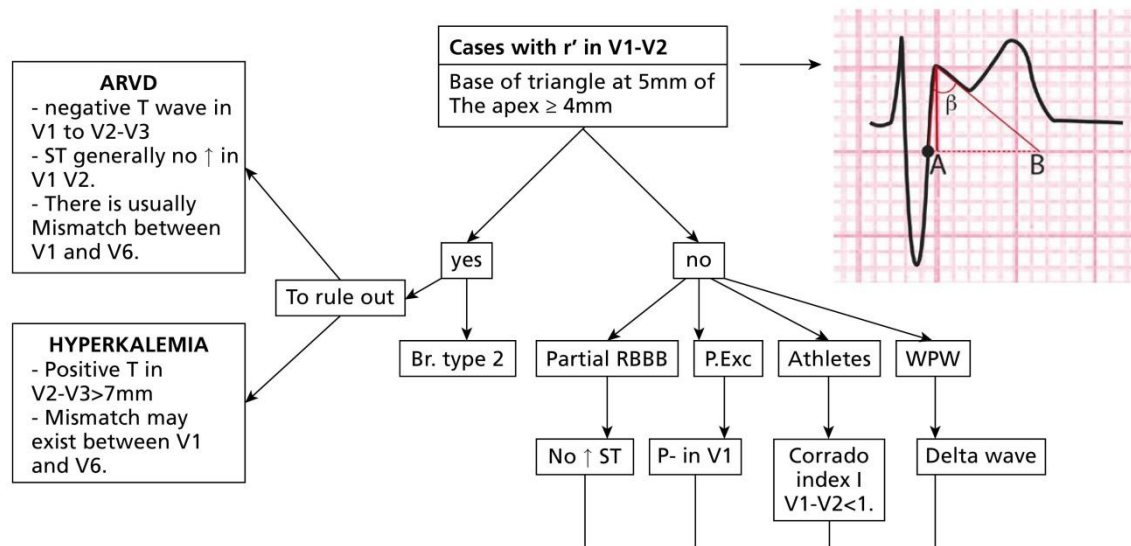 Cases with r' in V1-V2
Base of triangle at 5mm of
The apex ≥ 4mm
β
A
B
ARVD
- negative T wave in
V1 to V2-V3
- ST generally no ↑ in
V1 V2.
- There is usually
Mismatch between
V1 and V6.
yes
no
To rule out
HYPERKALEMIA
- Positive T in
V2-V3>7mm
- Mismatch may
exist between V1
and V6.
Br. type 2
Partial RBBB
P.Exc
Athletes
WPW
No ↑ ST
P- in V1
Corrado
index I
V1-V2<1.
Delta wave